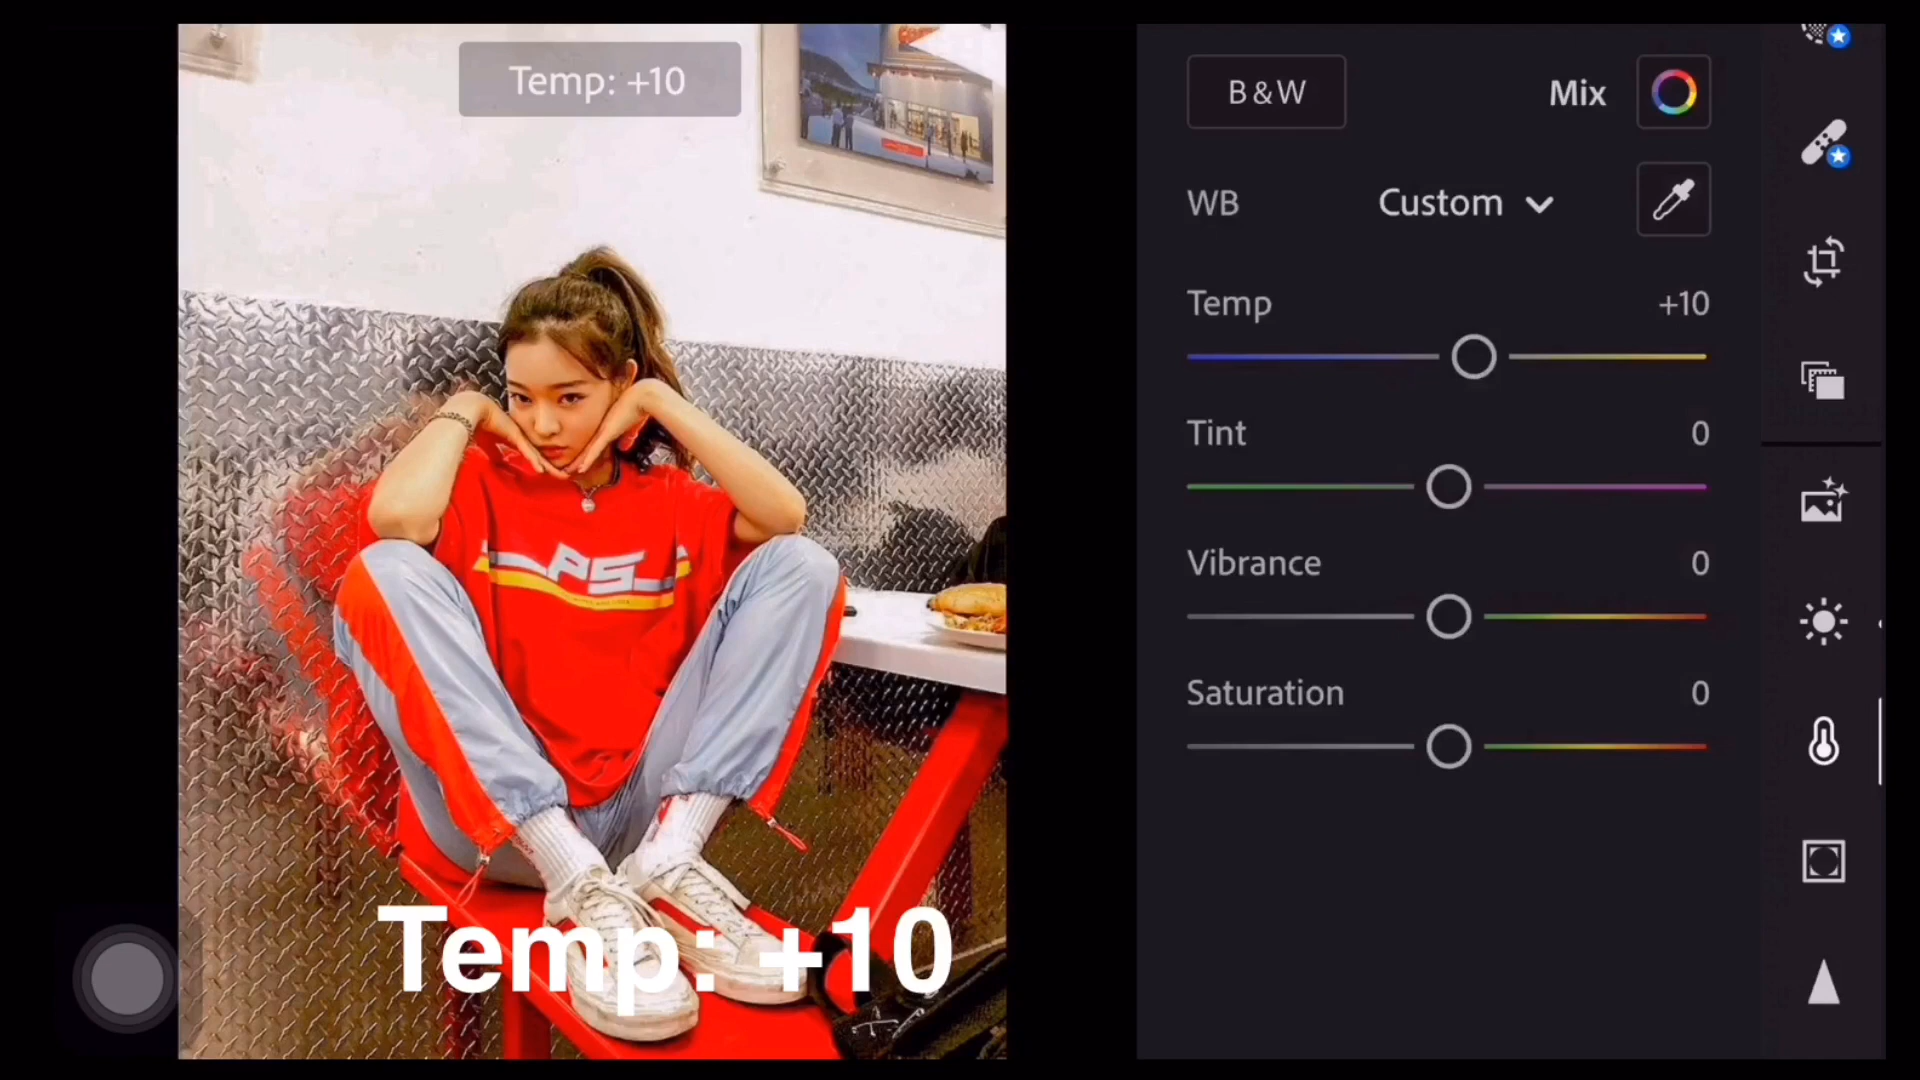 Temp: +10
B&W
Mix
WB
Custom
Temp
+10
Tint
0
Vibrance
0
Saturation
0
PS
Temp: +10